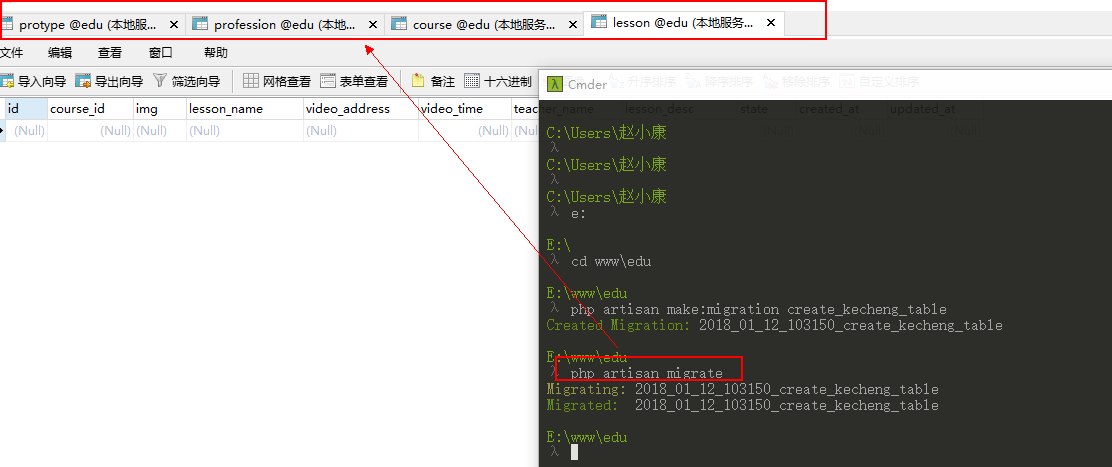 protype @edu (本地服... profession @edu (本地... course @edu (本地服务... lesson @edu (本地服务...
文件 编辑 查看 窗口 帮助
导入向导 导出向导 筛选向导 网格查看 表单查看 备注 十六进制 升序排序 降序排序 移除排序 自定义排序
id course_id img lesson_name video_address video_time teacher_name lesson_desc state created_at updated_at
(Null) (Null) (Null) (Null) (Null) (Null) (Null) (Null) (Null)
Cmder
C:\Users\赵小康
λ
C:\Users\赵小康
λ
C:\Users\赵小康
λ e:
E:\
λ cd www\edu
E:\www\edu
λ php artisan make:migration create_kecheng_table
Created Migration: 2018_01_12_103150_create_kecheng_table
E:\www\edu
λ php artisan migrate
Migrating: 2018_01_12_103150_create_kecheng_table
Migrated: 2018_01_12_103150_create_kecheng_table
E:\www\edu
λ